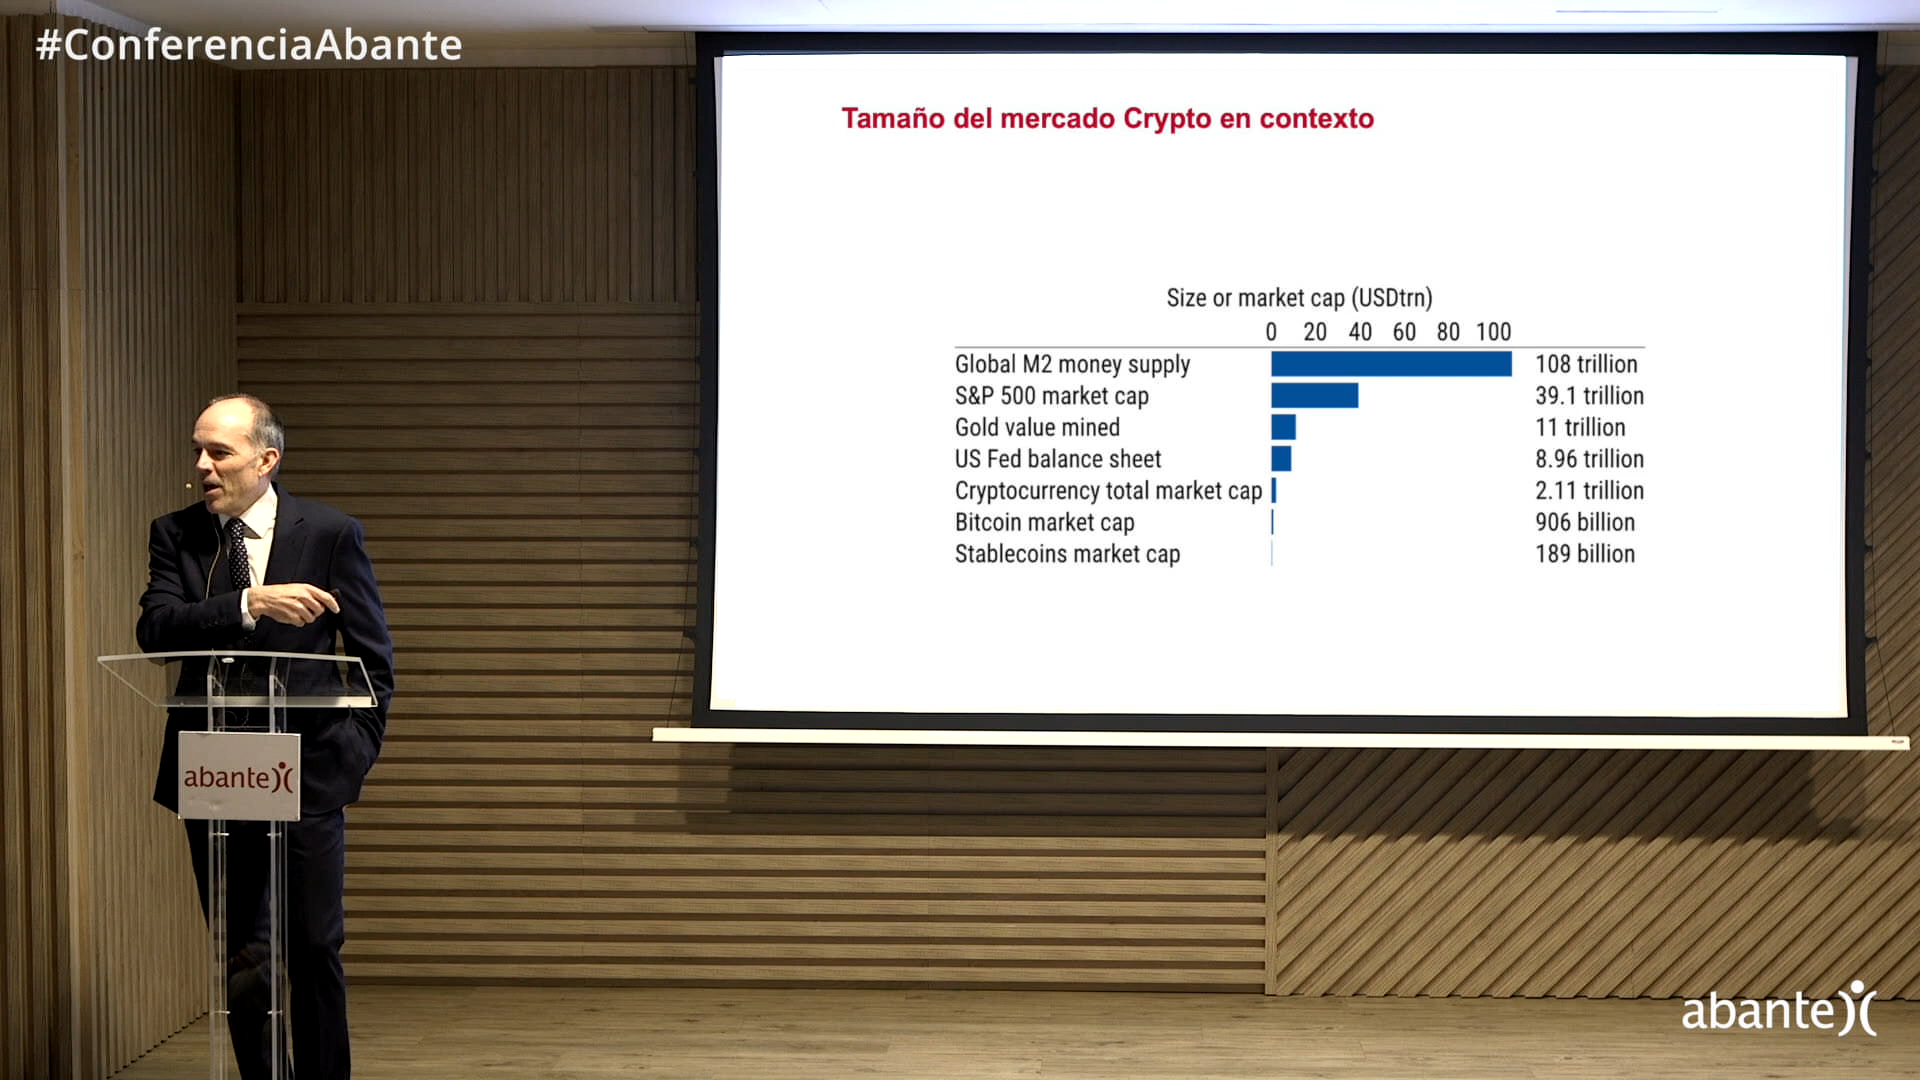 #ConferenciaAbante
Tamaño del mercado Crypto en contexto
Size or market cap (USDtrn)
0 20 40 60 80 100
Global M2 money supply 108 trillion
S&P 500 market cap 39.1 trillion
Gold value mined 11 trillion
US Fed balance sheet 8.96 trillion
Cryptocurrency total market cap 2.11 trillion
Bitcoin market cap 906 billion
Stablecoins market cap 189 billion
abante
abante